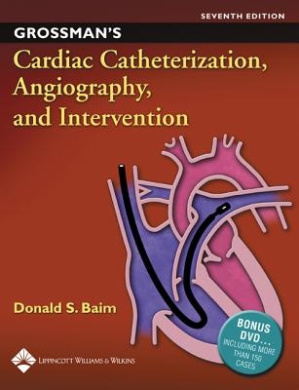 SEVENTH EDITION
GROSSMAN'S
Cardiac Catheterization,
Angiography,
and Intervention
Donald S. Baim
BONUS
DVD...
INCLUDING MORE
THAN 150
CASES
LIPPINCOTT WILLIAMS & WILKINS